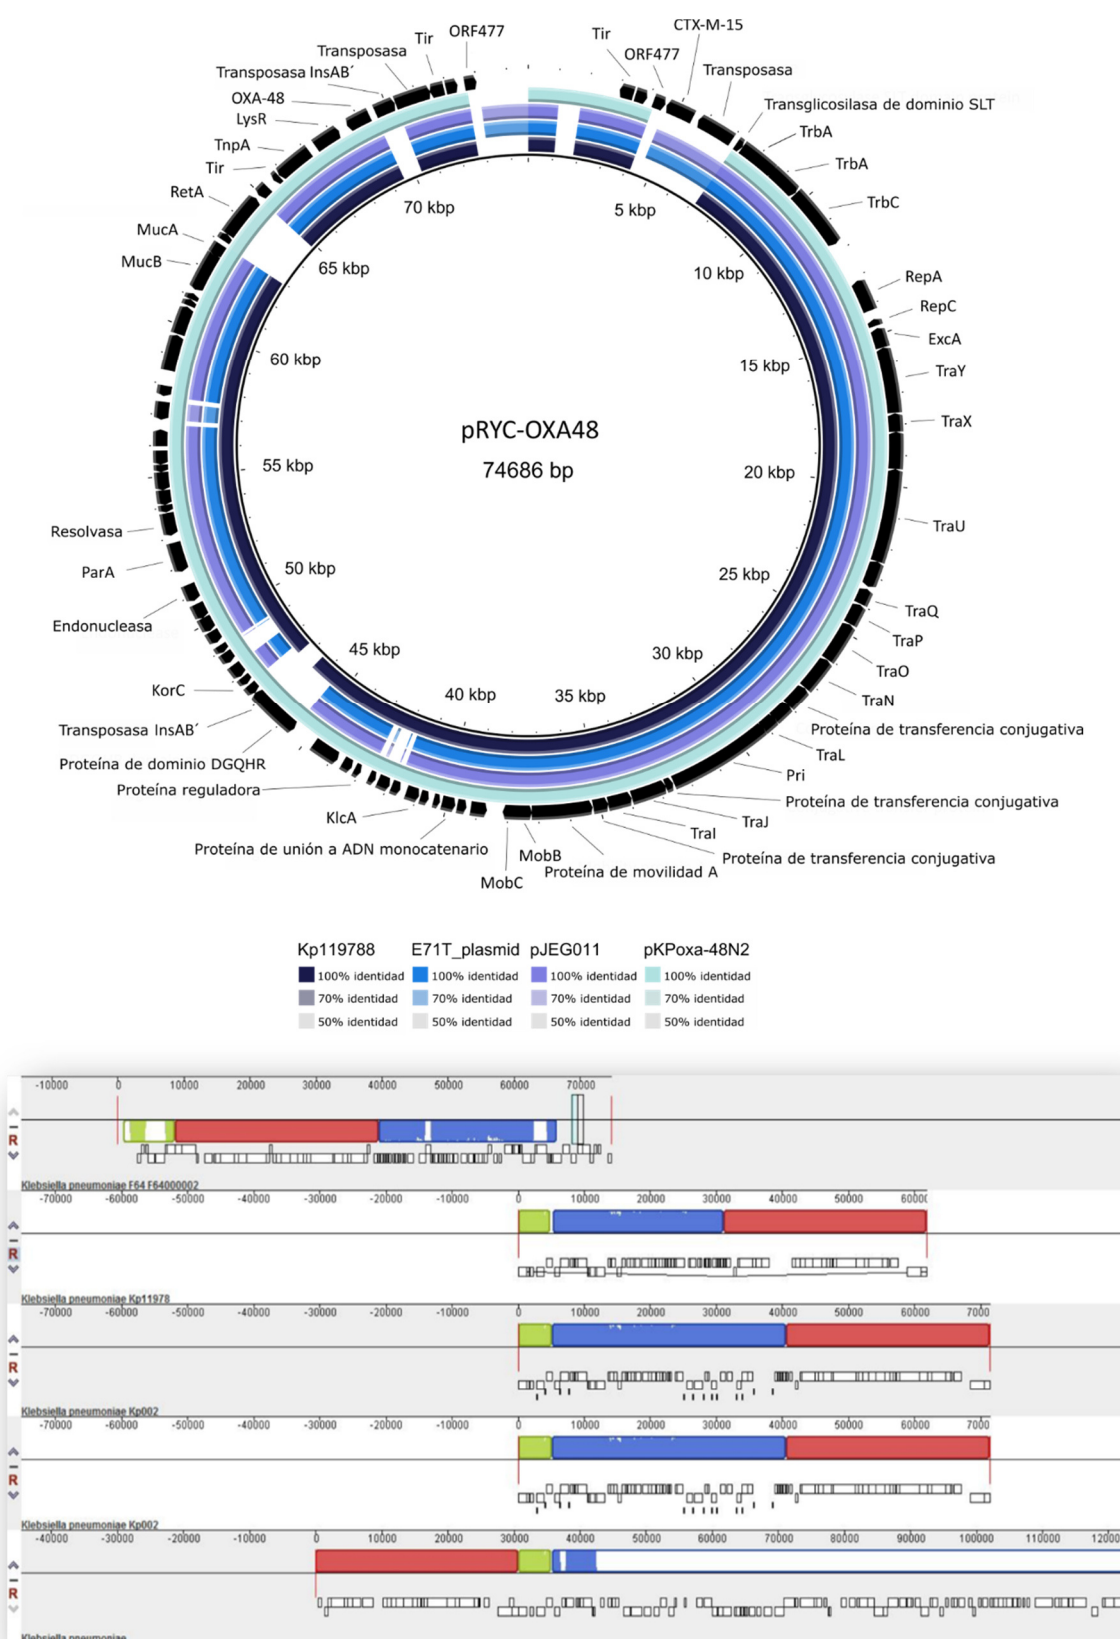 ORF477
Tir
Transposasa
Transposasa InsAB´
OXA-48
LysR
TnpA
Tir
RetA
MucA
MucB
Tir
ORF477
CTX-M-15
Transposasa
Transglicosilasa de dominio SLT
TrbA
TrbA
TrbC
RepA
RepC
ExcA
TraY
TraX
TraU
TraQ
TraP
TraO
TraN
Proteína de transferencia conjugativa
TraL
Pri
Proteína de transferencia conjugativa
TraJ
TraI
Proteína de transferencia conjugativa
Proteína de movilidad A
MobB
MobC
Proteína de unión a ADN monocatenario
KlcA
Proteína reguladora
Proteína de dominio DGQHR
Transposasa InsAB´
KorC
Endonucleasa
ParA
Resolvasa
5 kbp
10 kbp
15 kbp
20 kbp
25 kbp
30 kbp
35 kbp
40 kbp
45 kbp
50 kbp
55 kbp
60 kbp
65 kbp
70 kbp
pRYC-OXA48
74686 bp
Kp119788 E71T_plasmid pJEG011 pKPoxa-48N2
100% identidad 100% identidad 100% identidad 100% identidad
70% identidad 70% identidad 70% identidad 70% identidad
50% identidad 50% identidad 50% identidad 50% identidad
-10000 0 10000 20000 30000 40000 50000 60000 70000
R
Klebsiella pneumoniae F64 F64000002
-70000 -60000 -50000 -40000 -30000 -20000 -10000 0 10000 20000 30000 40000 50000 60000
R
Klebsiella pneumoniae Kp11978
-70000 -60000 -50000 -40000 -30000 -20000 -10000 0 10000 20000 30000 40000 50000 60000
R
Klebsiella pneumoniae Kp002
-70000 -60000 -50000 -40000 -30000 -20000 -10000 0 10000 20000 30000 40000 50000 60000
R
Klebsiella pneumoniae Kp002
-40000 -30000 -20000 -10000 0 10000 20000 30000 40000 50000 60000 70000 80000 90000 100000 110000
R
Klebsiella pneumoniae